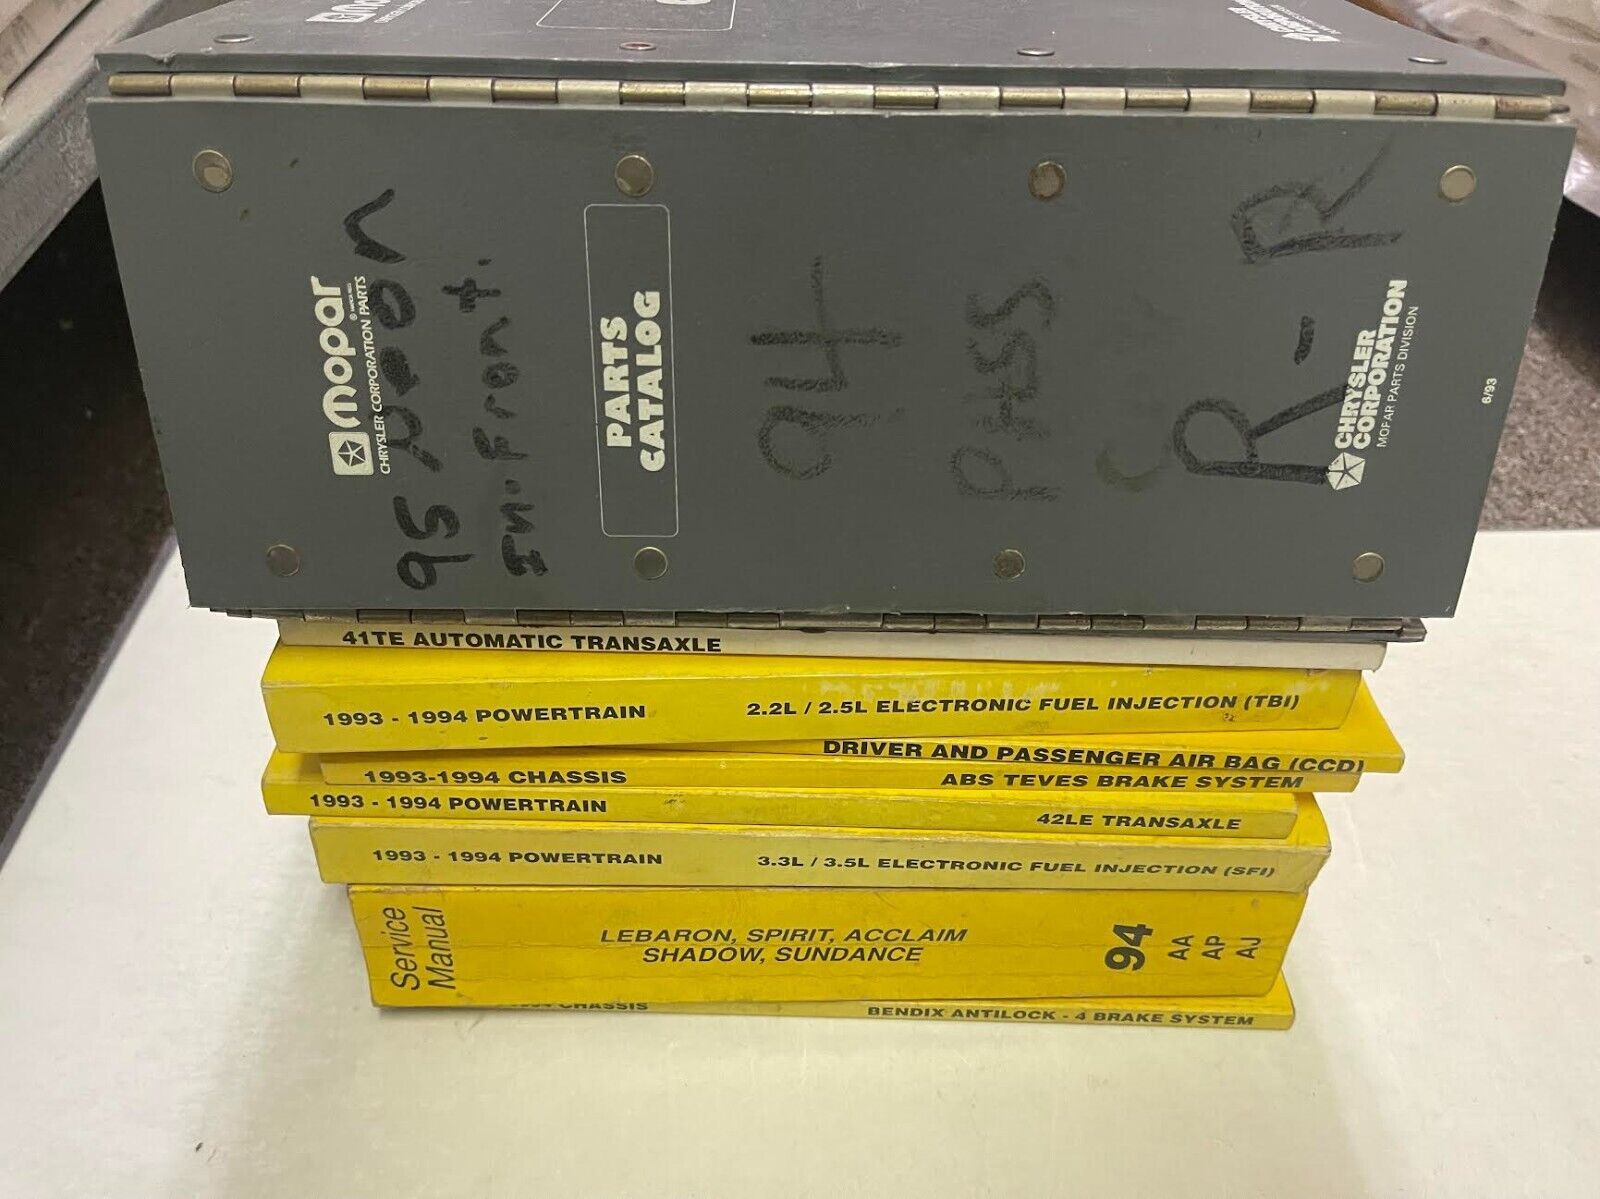 mopar
CHRYSLER CORPORATION PARTS
95 neon
In. Front.
PARTS
CATALOG
94
PASS
R-R
CHRYSLER
CORPORATION
MOPAR PARTS DIVISION
6/93
41TE AUTOMATIC TRANSAXLE
1993 - 1994 POWERTRAIN 2.2L / 2.5L ELECTRONIC FUEL INJECTION (TBI)
DRIVER AND PASSENGER AIR BAG (CCD)
1993-1994 CHASSIS ABS TEVES BRAKE SYSTEM
1993 - 1994 POWERTRAIN 42LE TRANSAXLE
1993 - 1994 POWERTRAIN 3.3L / 3.5L ELECTRONIC FUEL INJECTION (SFI)
Service
Manual
LEBARON, SPIRIT, ACCLAIM
SHADOW, SUNDANCE
94
AA
AP
AJ
1994 CHASSIS BENDIX ANTILOCK - 4 BRAKE SYSTEM